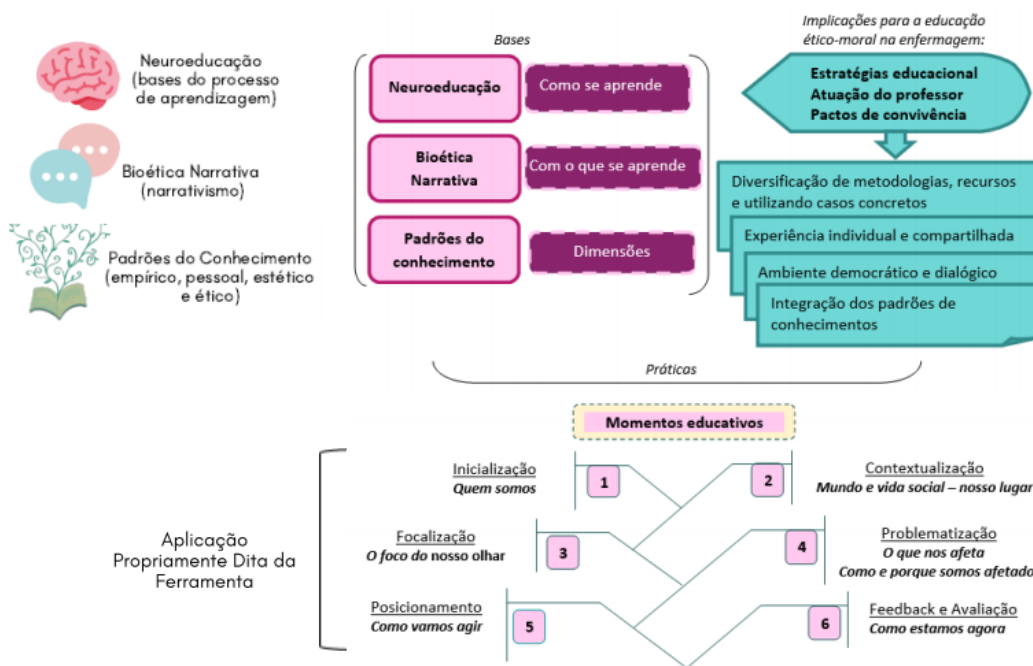 Neuroeducação
(bases do processo
de aprendizagem)
Bioética Narrativa
(narrativismo)
Padrões do Conhecimento
(empírico, pessoal, estético
e ético)
Bases
Neuroeducação
Como se aprende
Bioética
Narrativa
Com o que se aprende
Padrões do
conhecimento
Dimensões
Implicações para a educação
ético-moral na enfermagem:
Estratégias educacional
Atuação do professor
Pactos de convivência
Diversificação de metodologias, recursos
e utilizando casos concretos
Experiência individual e compartilhada
Ambiente democrático e dialógico
Integração dos padrões de
conhecimentos
Práticas
Momentos educativos
Aplicação
Propriamente Dita da
Ferramenta
Inicialização
Quem somos
1
2
Contextualização
Mundo e vida social – nosso lugar
Focalização
O foco do nosso olhar
3
4
Problematização
O que nos afeta
Como e porque somos afetado
Posicionamento
Como vamos agir
5
6
Feedback e Avaliação
Como estamos agora